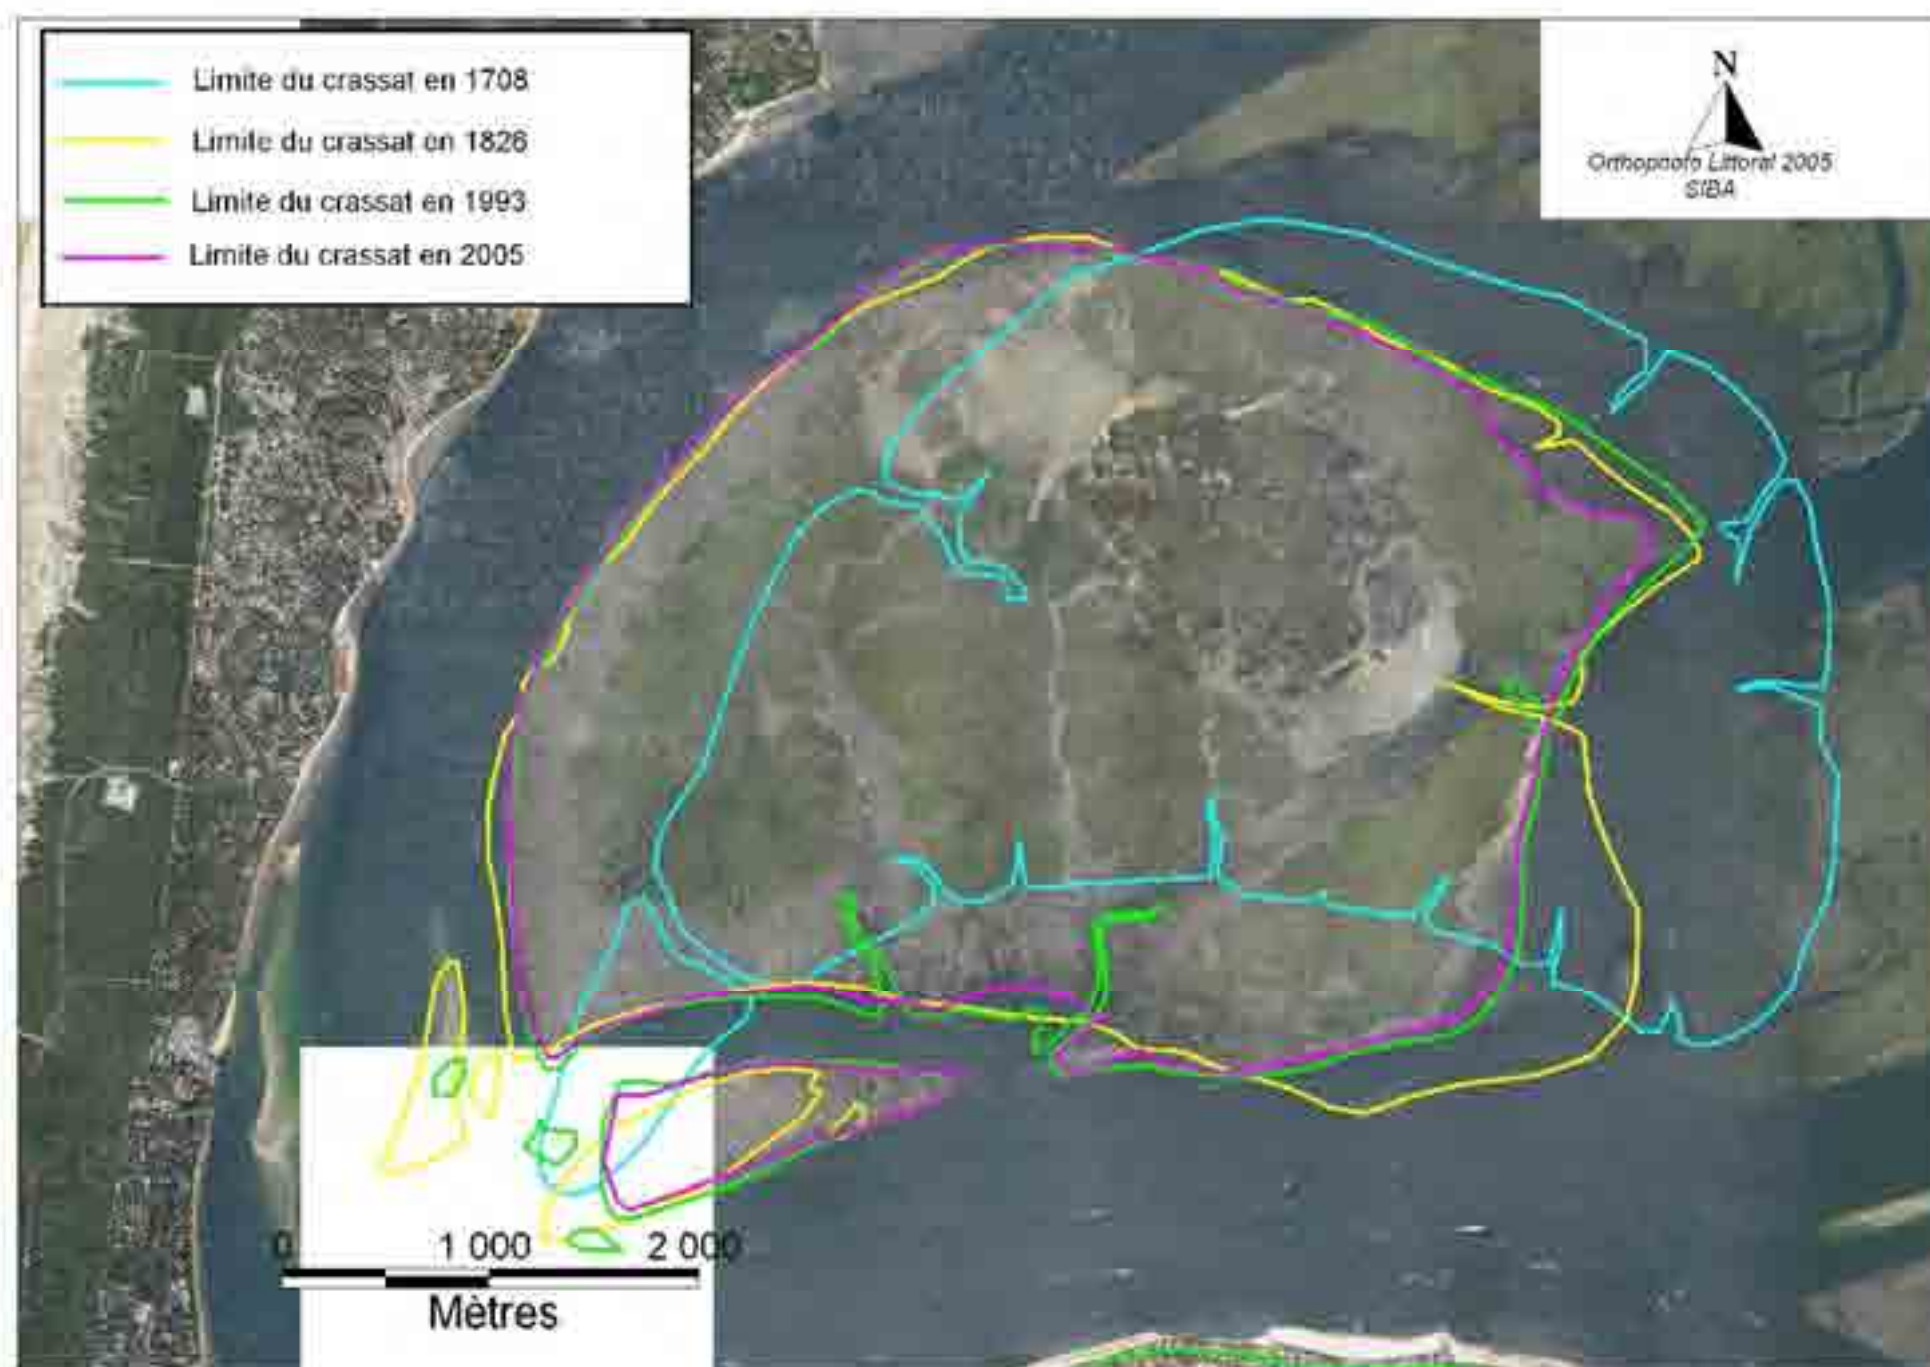 Limite du crassat en 1708
Limite du crassat en 1826
Limite du crassat en 1993
Limite du crassat en 2005
N
Orthophoto Littoral 2005
SIBA
0 1 000 2 000
Mètres